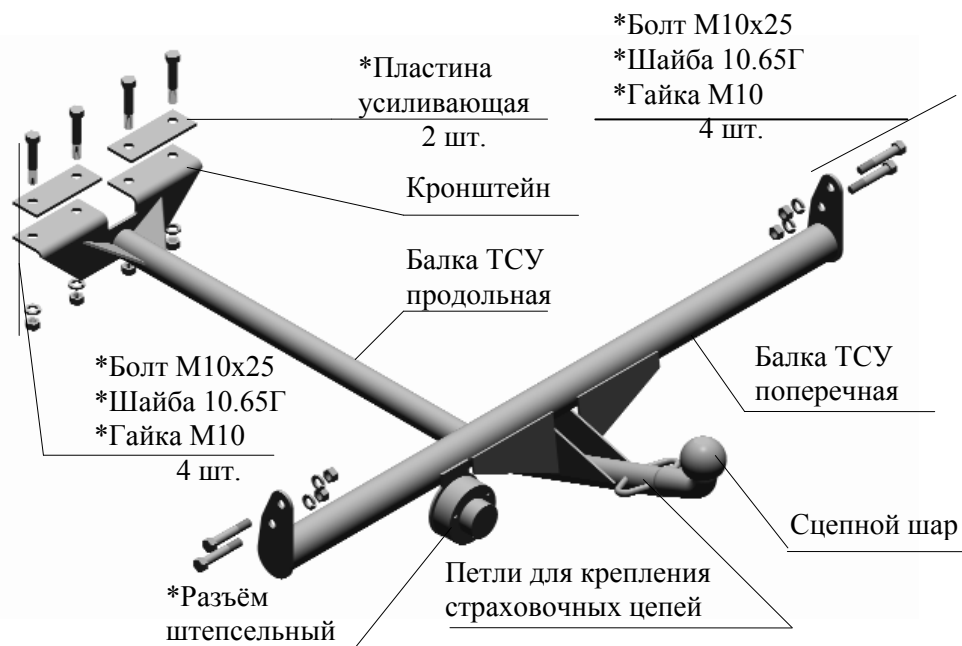 *Болт М10х25
*Шайба 10.65Г
*Гайка М10
4 шт.
*Пластина
усиливающая
2 шт.
Кронштейн
Балка ТСУ
продольная
Балка ТСУ
поперечная
*Болт М10х25
*Шайба 10.65Г
*Гайка М10
4 шт.
Сцепной шар
Петли для крепления
страховочных цепей
*Разъём
штепсельный